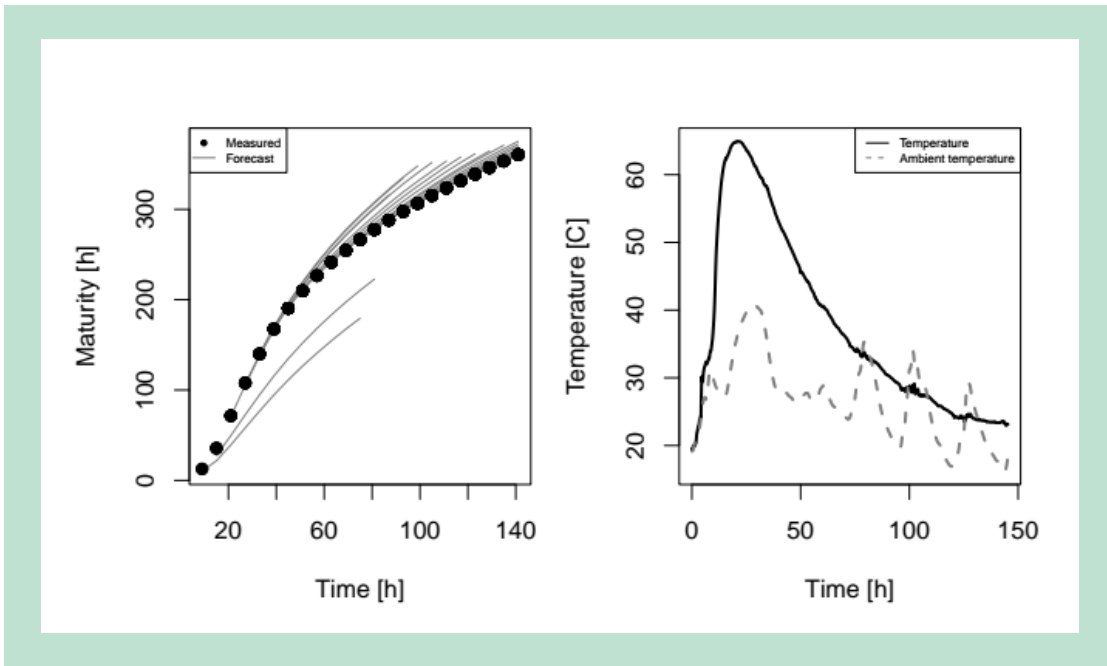 Measured
Forecast
0
100
200
300
Maturity [h]
20
60
100
140
Time [h]
Temperature
Ambient temperature
20
30
40
50
60
Temperature [C]
0
50
100
150
Time [h]